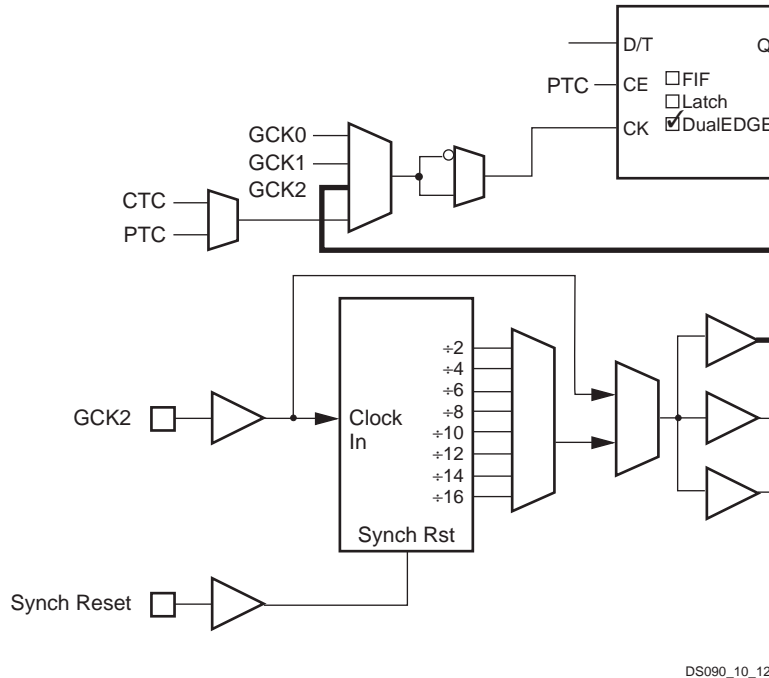 D/T
Q
PTC
CE
FIF
Latch
CK
DualEDGE
GCK0
GCK1
GCK2
CTC
PTC
÷2
÷4
÷6
÷8
÷10
÷12
÷14
÷16
GCK2
Clock
In
Synch Rst
Synch Reset
DS090_10_12